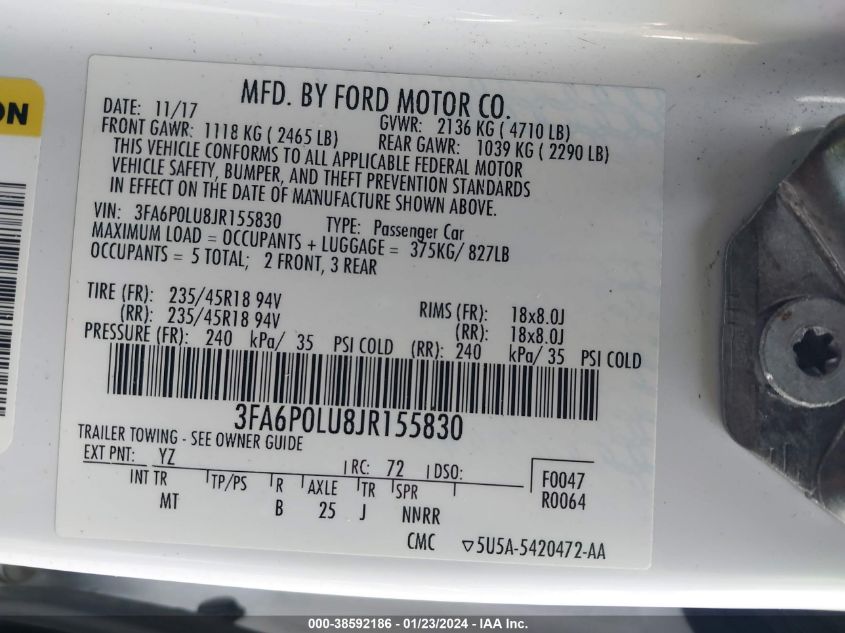 ON
MFD. BY FORD MOTOR CO.
DATE: 11/17
GVWR: 2136 KG ( 4710 LB)
FRONT GAWR: 1118 KG ( 2465 LB)
REAR GAWR: 1039 KG ( 2290 LB)
THIS VEHICLE CONFORMS TO ALL APPLICABLE FEDERAL MOTOR
VEHICLE SAFETY, BUMPER, AND THEFT PREVENTION STANDARDS
IN EFFECT ON THE DATE OF MANUFACTURE SHOWN ABOVE.
VIN: 3FA6P0LU8JR155830 TYPE: Passenger Car
MAXIMUM LOAD = OCCUPANTS + LUGGAGE = 375KG/ 827LB
OCCUPANTS = 5 TOTAL; 2 FRONT, 3 REAR
TIRE (FR): 235/45R18 94V RIMS (FR): 18x8.0J
(RR): 235/45R18 94V (RR): 18x8.0J
PRESSURE (FR): 240 kPa/ 35 PSI COLD (RR): 240 kPa/ 35 PSI COLD
3FA6P0LU8JR155830
TRAILER TOWING - SEE OWNER GUIDE
EXT PNT: YZ RC: 72 DSO: F0047
INT TR TP/PS R AXLE TR SPR R0064
MT B 25 J NNRR
CMC ▽5U5A-5420472-AA
000-38592186 - 01/23/2024 - IAA Inc.